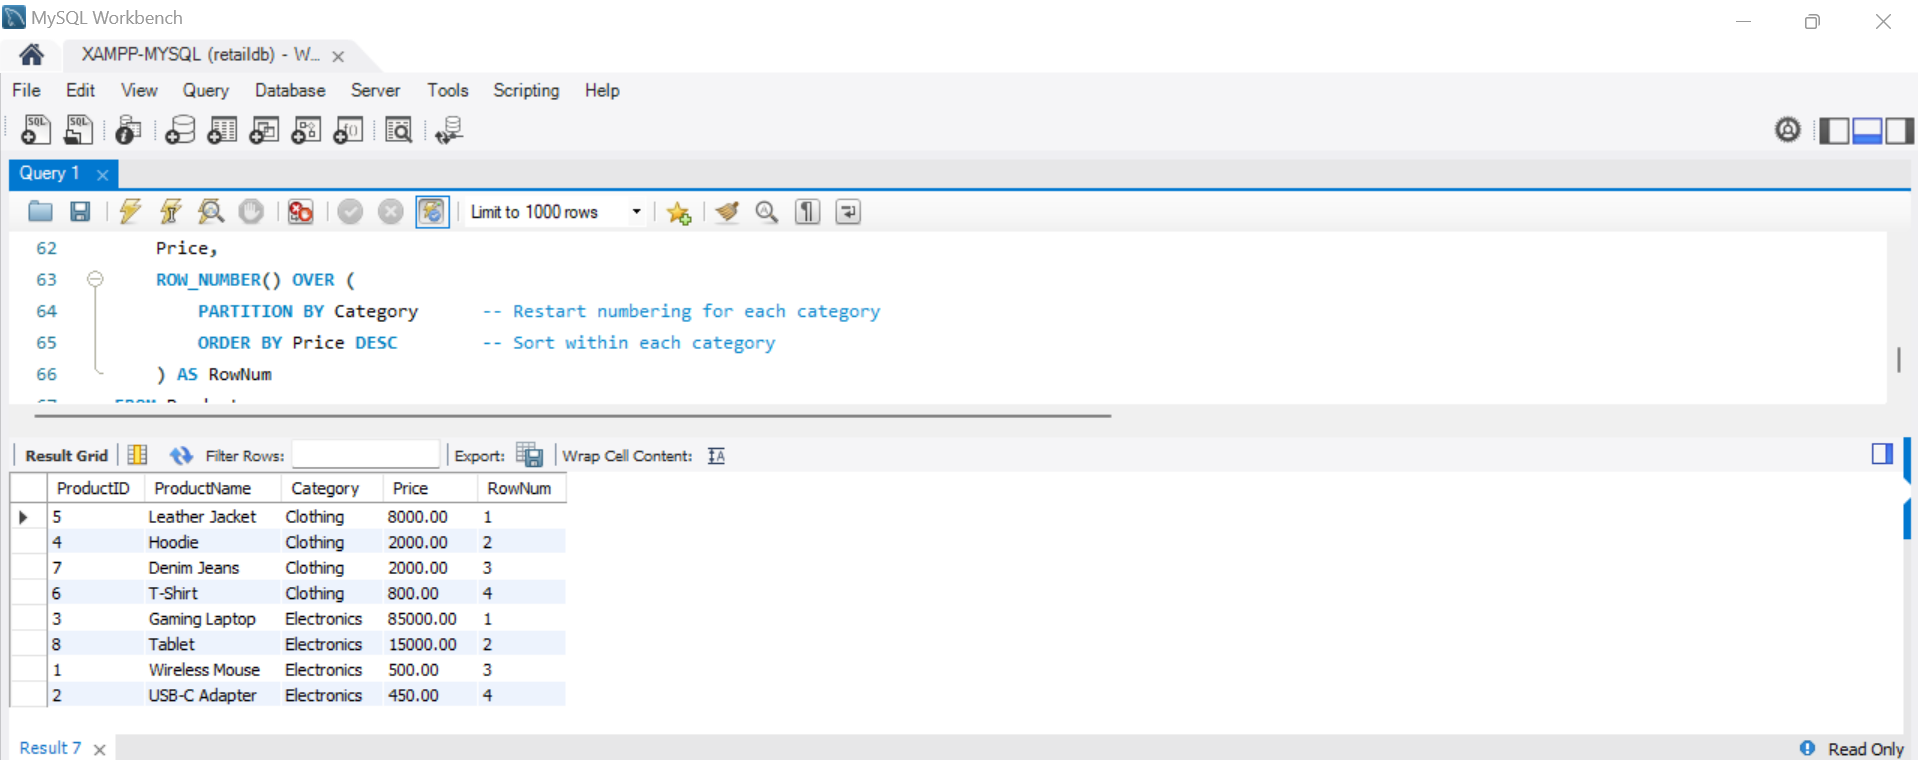 MySQL Workbench
XAMPP-MYSQL (retaildb) - W...
File Edit View Query Database Server Tools Scripting Help
SQL SQL
Query 1
Limit to 1000 rows
62 Price,
63 ROW_NUMBER() OVER (
64 PARTITION BY Category -- Restart numbering for each category
65 ORDER BY Price DESC -- Sort within each category
66 ) AS RowNum
Result Grid Filter Rows: Export: Wrap Cell Content:
ProductID ProductName Category Price RowNum
5 Leather Jacket Clothing 8000.00 1
4 Hoodie Clothing 2000.00 2
7 Denim Jeans Clothing 2000.00 3
6 T-Shirt Clothing 800.00 4
3 Gaming Laptop Electronics 85000.00 1
8 Tablet Electronics 15000.00 2
1 Wireless Mouse Electronics 500.00 3
2 USB-C Adapter Electronics 450.00 4
Result 7
Read Only